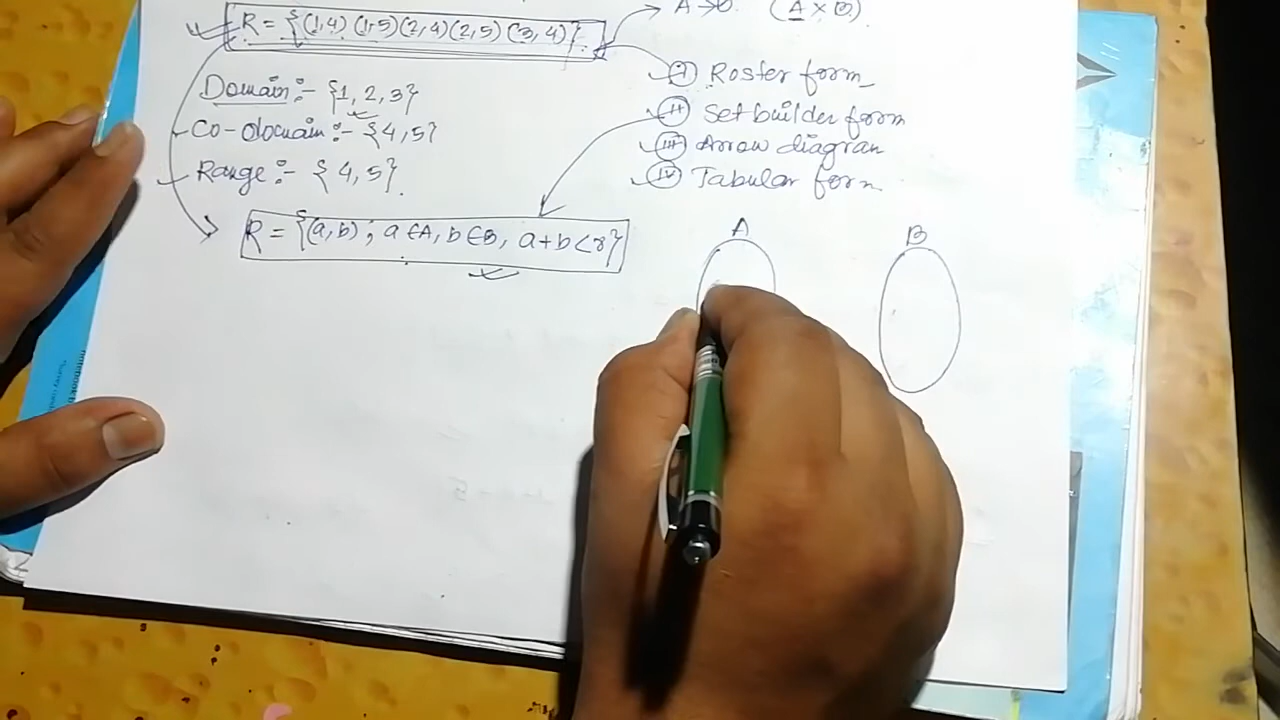 R = {(1,4) (1,5) (2,4) (2,5) (3,4)}
(A × B)
(i) Roster form
Domain :- {1, 2, 3}
(ii) Set builder form
Co-domain :- {4, 5}
(iii) Arrow diagram
Range :- {4, 5}
(iv) Tabular form
R = {(a, b) ; a ∈ A, b ∈ B, a + b < 8}
A
B